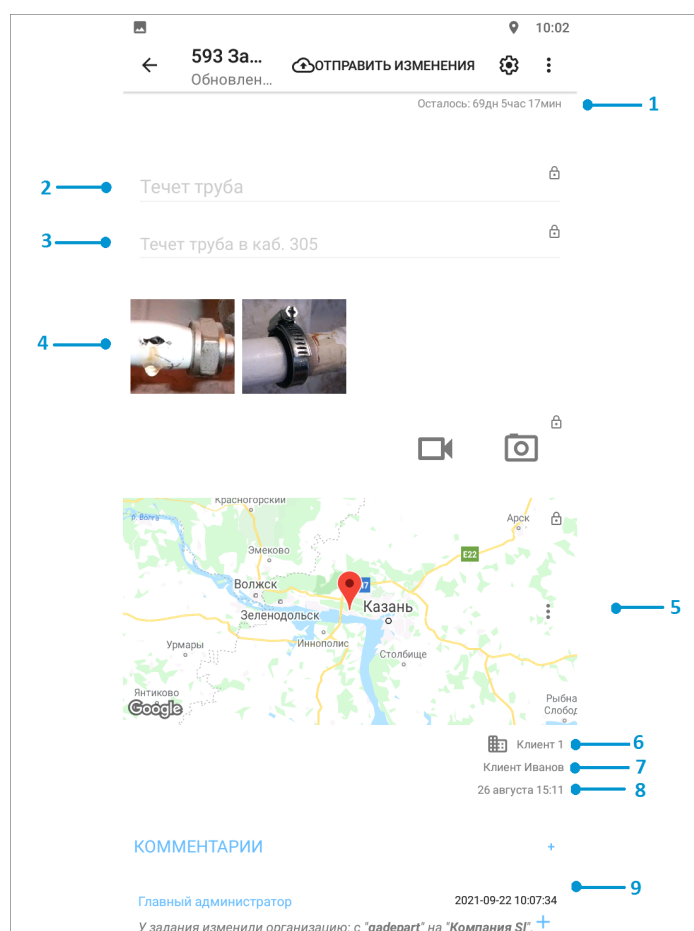 10:02
593 За...
ОТПРАВИТЬ ИЗМЕНЕНИЯ
Обновлен...
Осталось: 69дн 5час 17мин
1
2
Течет труба
3
Течет труба в каб. 305
4
Красногорский
р. Волга
Арск
Эмеково
E22
Волжск
7
Казань
Зеленодольск
5
Урмары
Иннополис
Столбище
Янтиково
Рыбна
Слобод
Google
Клиент 1
6
Клиент Иванов
7
26 августа 15:11
8
КОММЕНТАРИИ
+
Главный администратор
2021-09-22 10:07:34
9
У задания изменили организацию: с "qadepart" на "Компания SI".
+